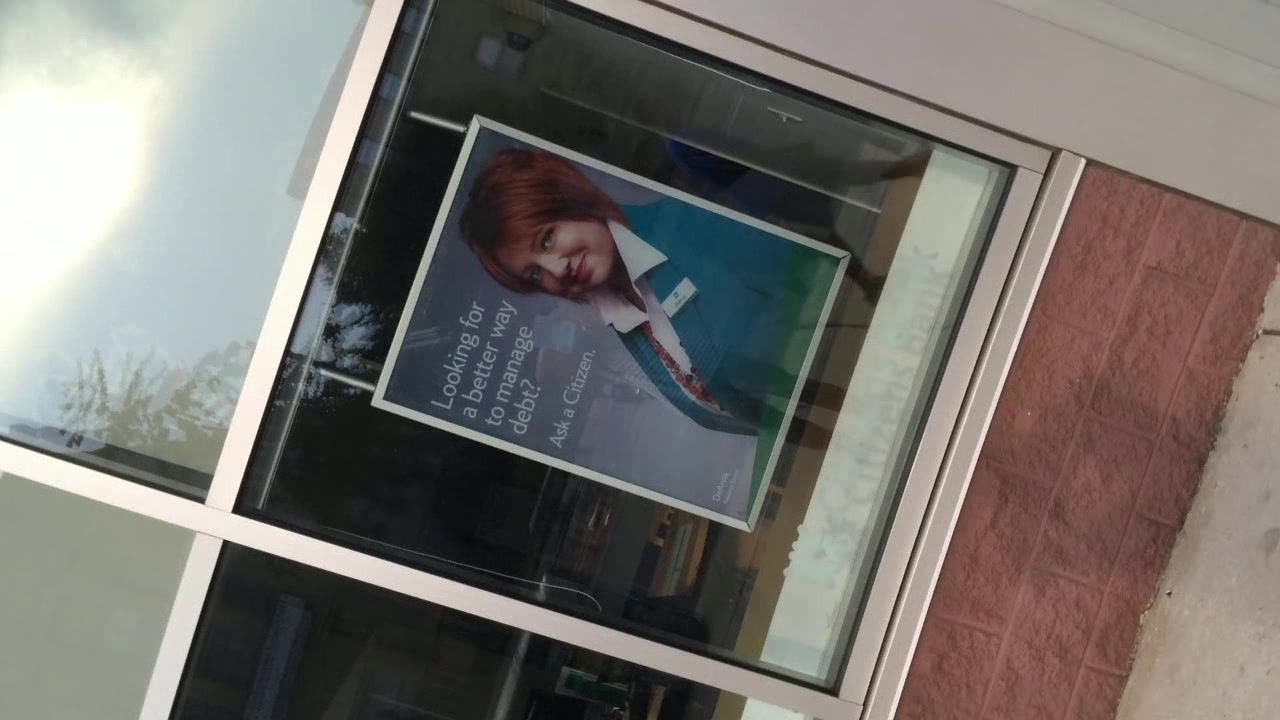 Looking for
a better way
to manage
debt?
Ask a Citizen.